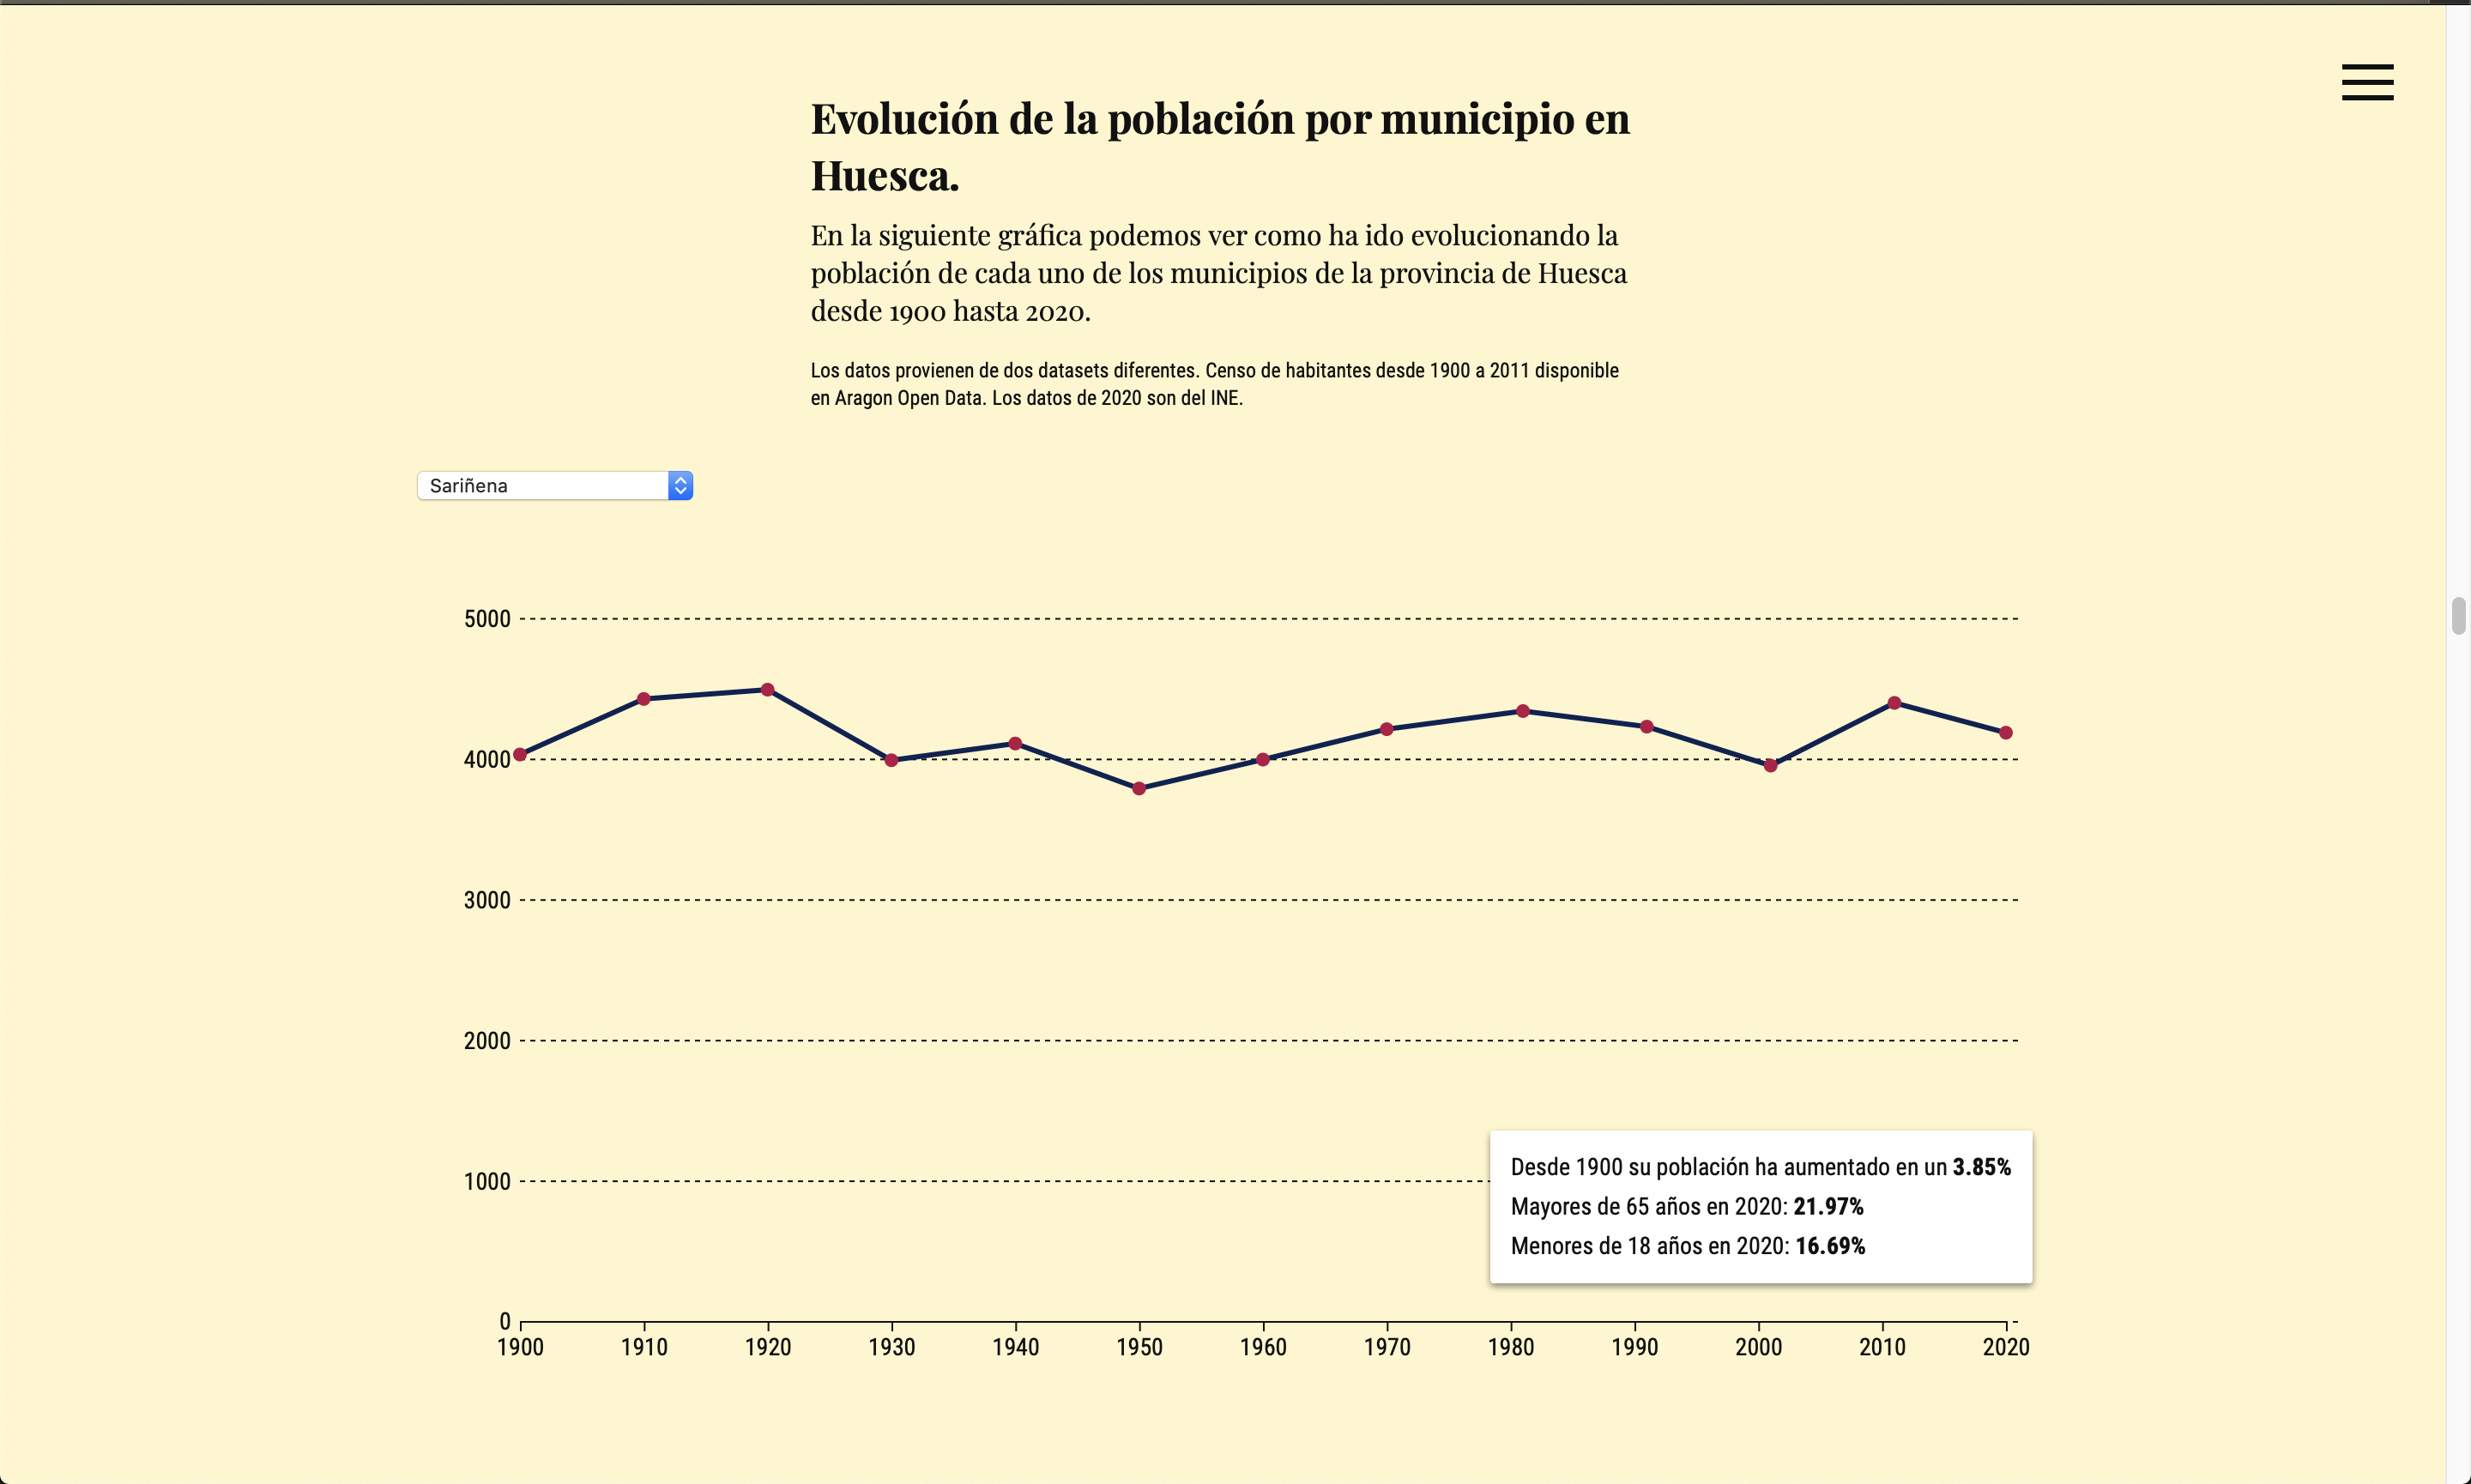 Evolución de la población por municipio en
Huesca.
En la siguiente gráfica podemos ver como ha ido evolucionando la
población de cada uno de los municipios de la provincia de Huesca
desde 1900 hasta 2020.
Los datos provienen de dos datasets diferentes. Censo de habitantes desde 1900 a 2011 disponible
en Aragon Open Data. Los datos de 2020 son del INE.
Sariñena
5000
4000
3000
2000
1000
0
Desde 1900 su población ha aumentado en un 3.85%
Mayores de 65 años en 2020: 21.97%
Menores de 18 años en 2020: 16.69%
1900 1910 1920 1930 1940 1950 1960 1970 1980 1990 2000 2010 2020